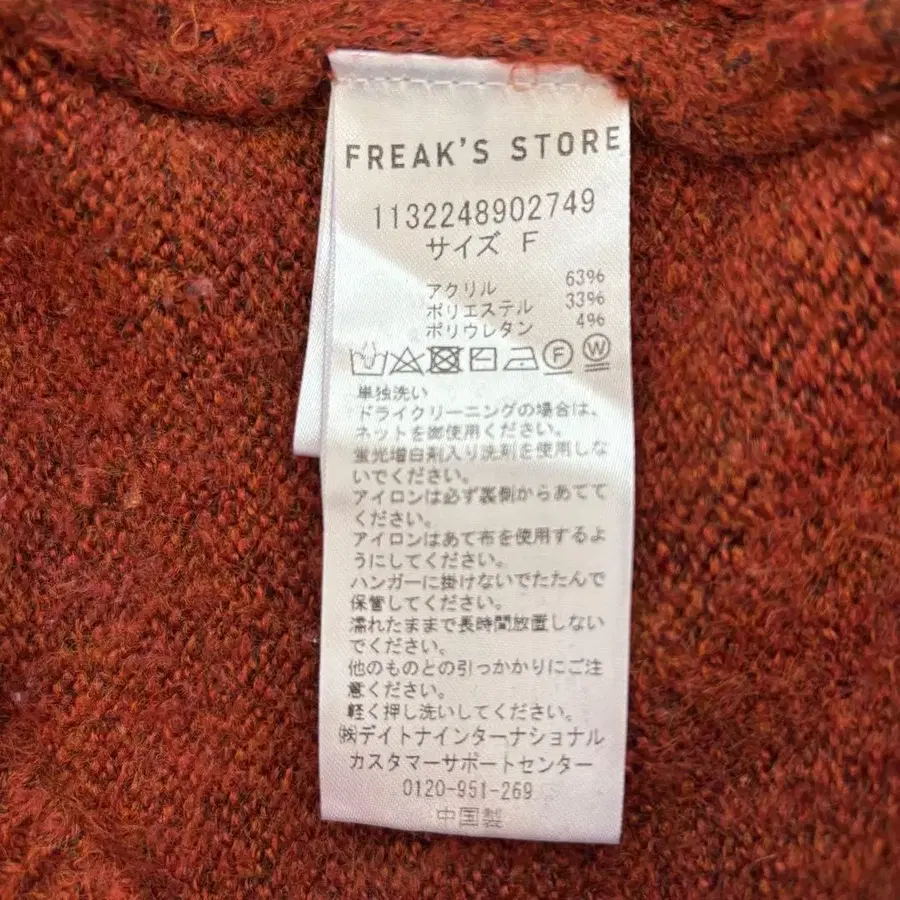 FREAK'S STORE
1132248902749
サイズ F
アクリル 63%
ポリエステル 33%
ポリウレタン 4%
F W
単独洗い
ドライクリーニングの場合は、
ネットを御使用ください。
蛍光増白剤入り洗剤を使用しな
いでください。
アイロンは必ず裏側からあてて
ください。
アイロンはあて布を使用するよ
うにしてください。
ハンガーに掛けないでたたんで
保管してください。
濡れたままで長時間放置しない
でください。
他のものとの引っかかりにご注
意ください。
軽く押し洗いしてください。
㈱デイトナインターナショナル
カスタマーサポートセンター
0120-951-269
中国製